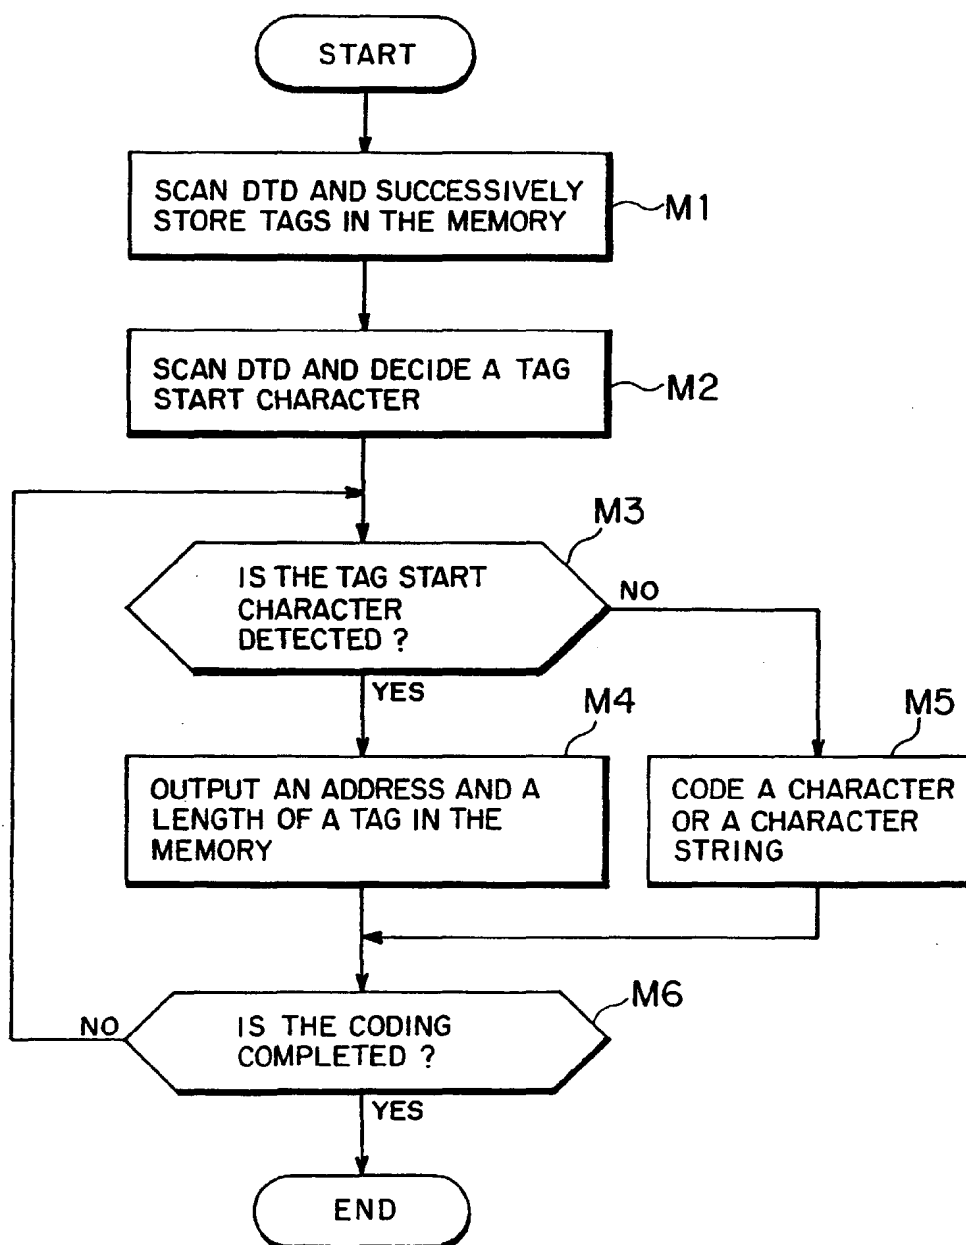 START
SCAN DTD AND SUCCESSIVELY
STORE TAGS IN THE MEMORY
M1
SCAN DTD AND DECIDE A TAG
START CHARACTER
M2
M3
IS THE TAG START
CHARACTER
DETECTED ?
NO
YES
M4
M5
OUTPUT AN ADDRESS AND A
LENGTH OF A TAG IN THE
MEMORY
CODE A CHARACTER
OR A CHARACTER
STRING
M6
NO
IS THE CODING
COMPLETED ?
YES
END